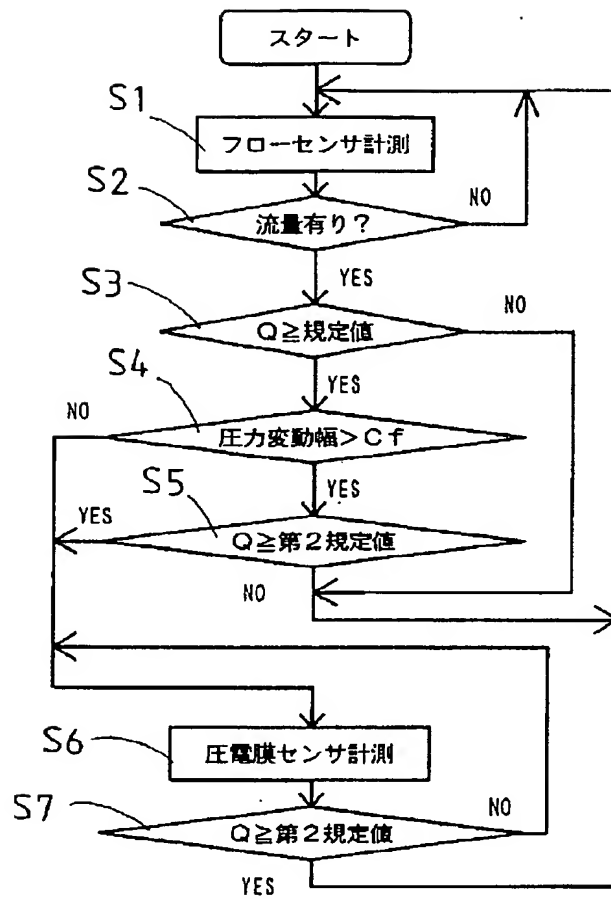 スタート
S1
フローセンサ計測
S2
流量有り？
NO
YES
S3
Q≧規定値
NO
YES
S4
圧力変動幅＞Cf
NO
YES
S5
Q≧第2規定値
YES
NO
S6
圧電膜センサ計測
S7
Q≧第2規定値
NO
YES